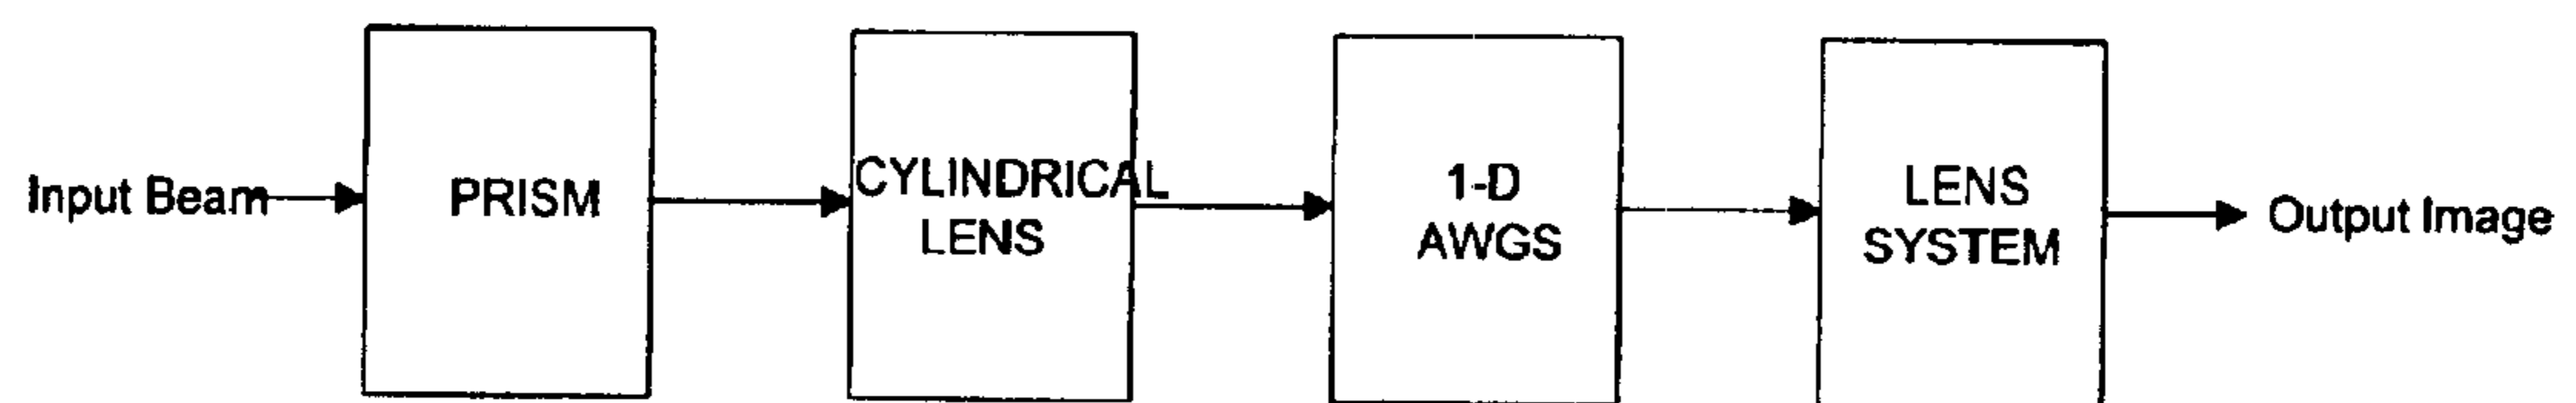 Input Beam
PRISM
CYLINDRICAL
LENS
1-D
AWGS
LENS
SYSTEM
Output Image